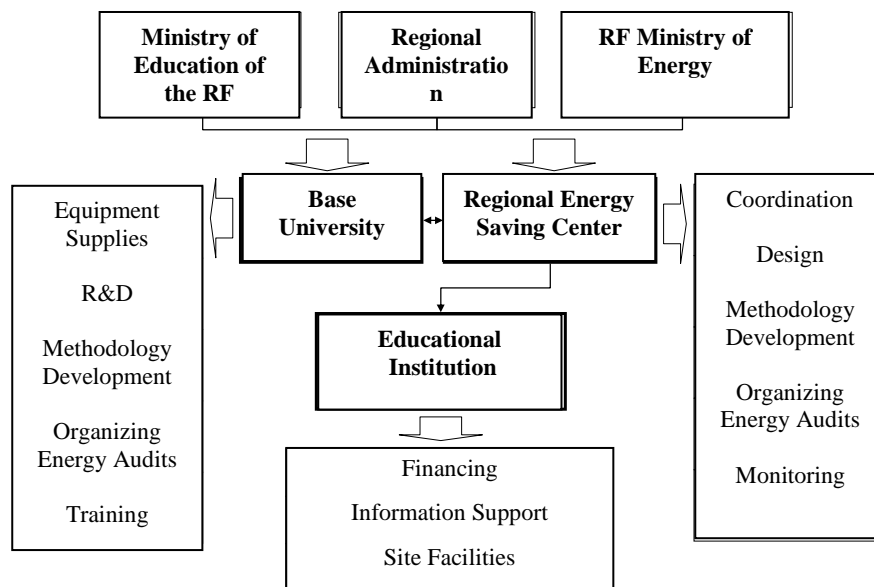 Ministry of
Education of
the RF
Regional
Administratio
n
RF Ministry of
Energy
Base
University
Regional Energy
Saving Center
Equipment
Supplies
R&D
Methodology
Development
Organizing
Energy Audits
Training
Educational
Institution
Coordination
Design
Methodology
Development
Organizing
Energy Audits
Monitoring
Financing
Information Support
Site Facilities